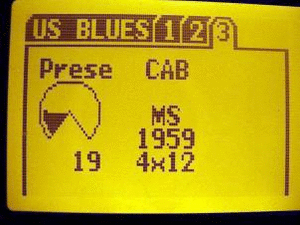 US BLUES 1 2 3
Prese CAB
MS
1959
19 4x12